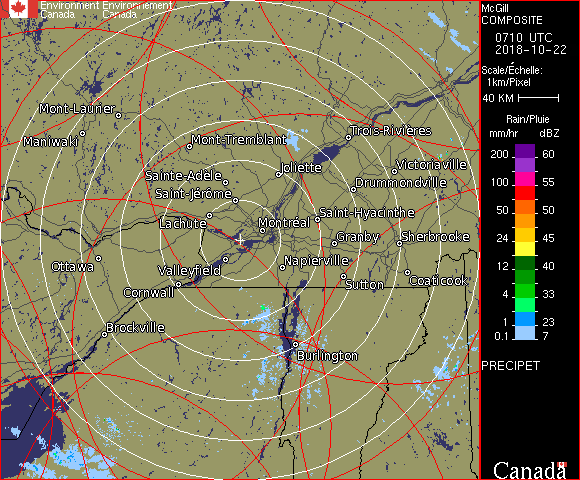 Environment Environnement
Canada Canada
McGill
COMPOSITE
0710 UTC
2018-10-22
Scale/Échelle:
1km/Pixel
40 KM
Rain/Pluie
mm/hr dBZ
200 60
100 55
50 50
24 45
12 40
4 33
1 23
0.1 7
PRECIPET
Canada
Mont-Laurier
Maniwaki
Mont-Tremblant
Trois-Rivières
Joliette
Victoriaville
Sainte-Adèle
Drummondville
Saint-Jérôme
Lachute
Montréal
Saint-Hyacinthe
Granby
Sherbrooke
Ottawa
Valleyfield
Napierville
Sutton
Coaticook
Cornwall
Brockville
Burlington